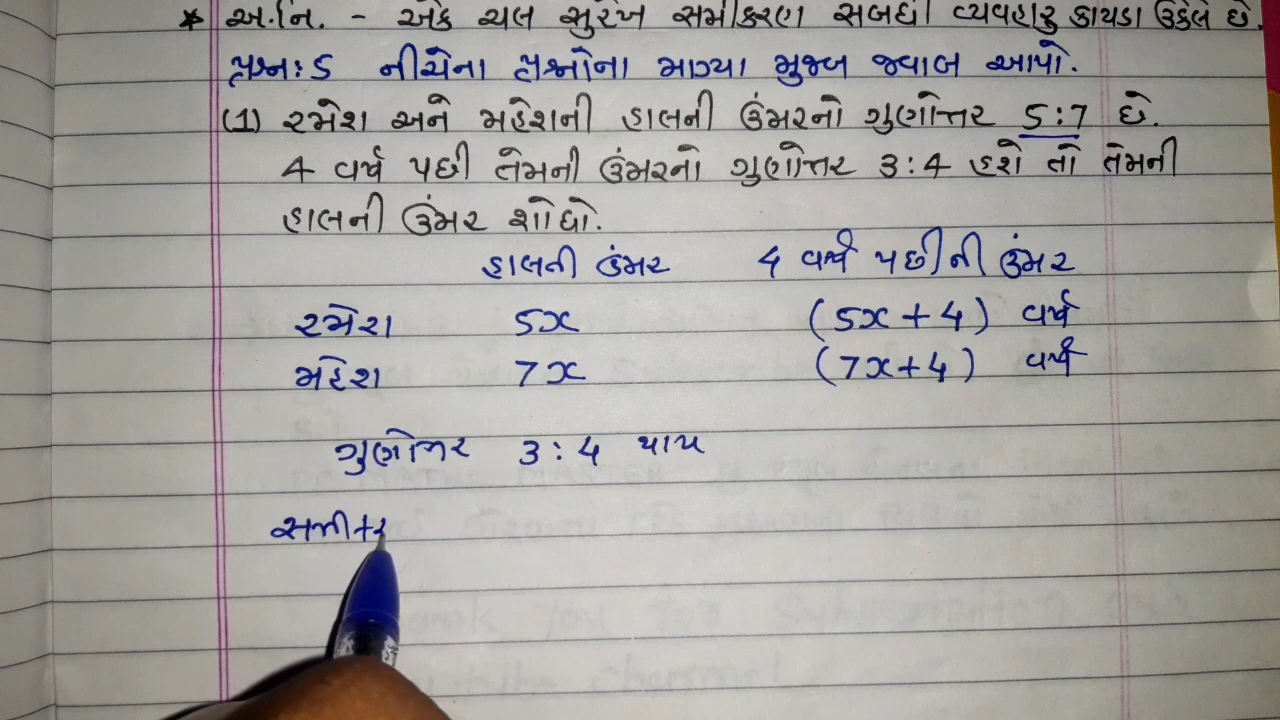 * અ.નિ. - એક ચલ સુરેખ સમીકરણ સબધી વ્યવહારુ કાયડા ઉકેલે છે.
પ્રશ્ન: 5 નીચેના પ્રશ્નોના માગ્યા મુજબ જવાબ આપો.
(1) રમેશ અને મહેશની હાલની ઉંમરનો ગુણોત્તર 5:7 છે.
4 વર્ષ પછી તેમની ઉંમરનો ગુણોત્તર 3:4 હશે તો તેમની
હાલની ઉંમર શોધો.
હાલની ઉંમર 4 વર્ષ પછીની ઉંમર
રમેશ 5x (5x+4) વર્ષ
મહેશ 7x (7x+4) વર્ષ
ગુણોત્તર 3:4 થાય